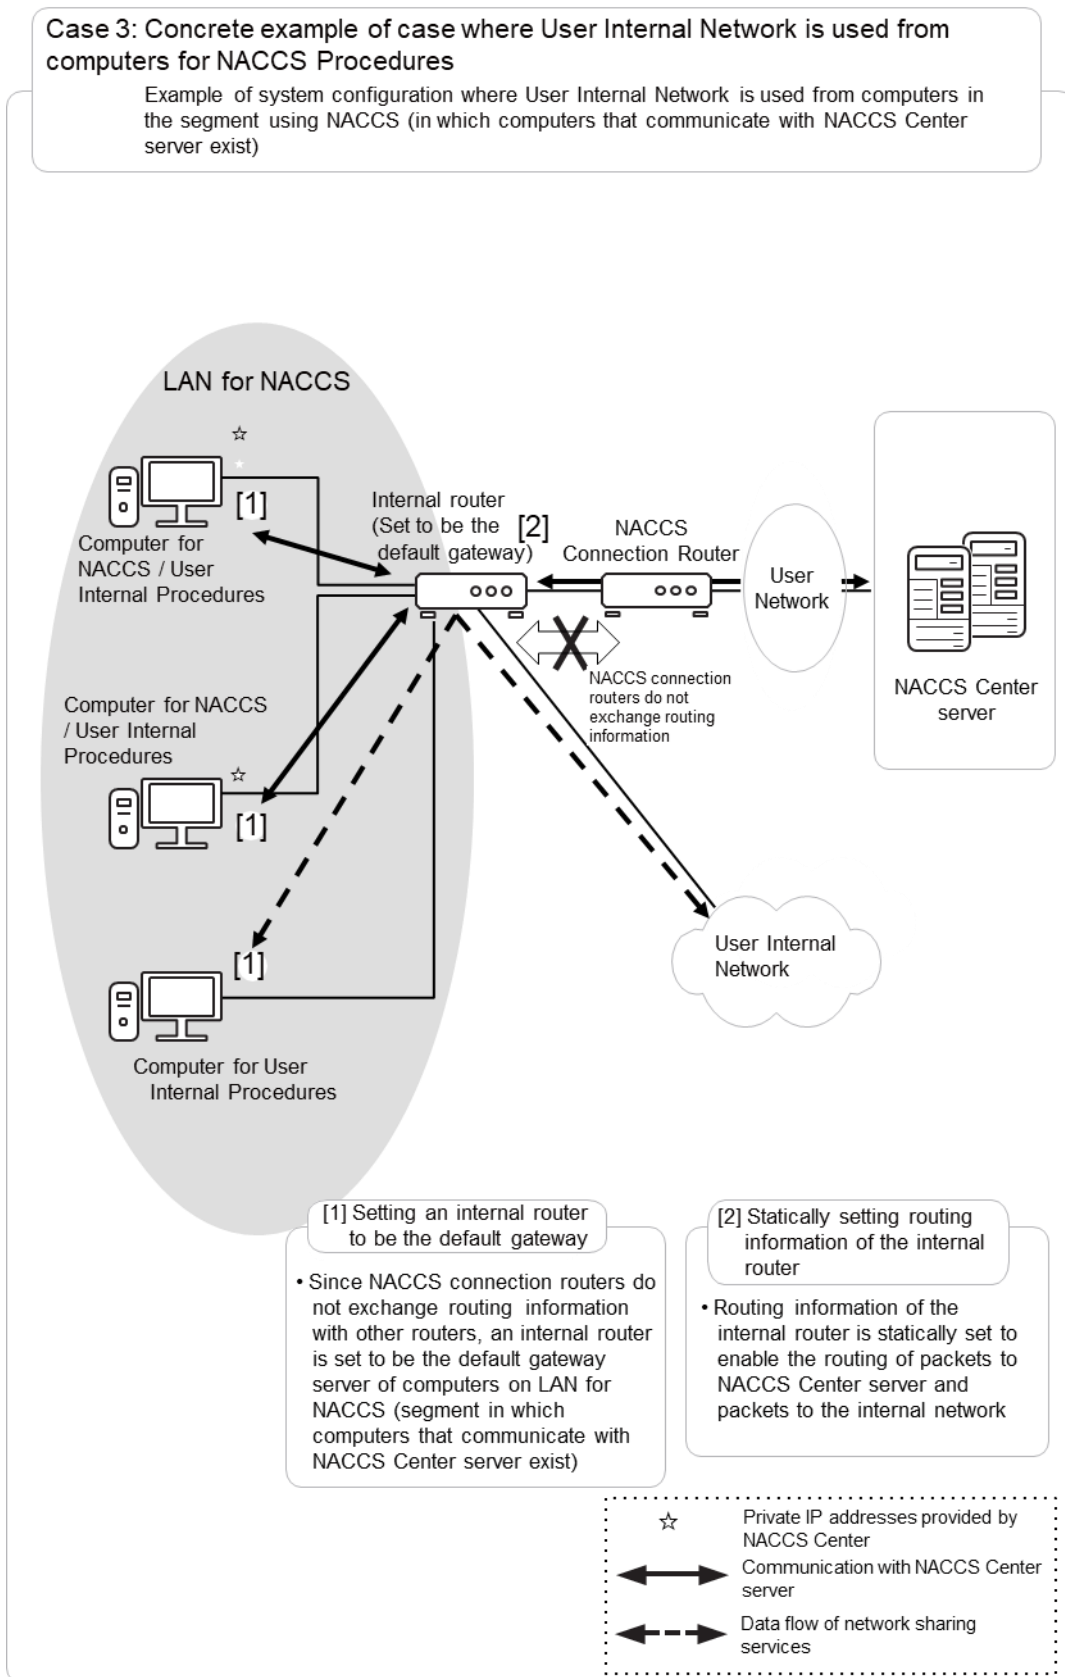 Case 3: Concrete example of case where User Internal Network is used from
computers for NACCS Procedures
Example of system configuration where User Internal Network is used from computers in
the segment using NACCS (in which computers that communicate with NACCS Center
server exist)
LAN for NACCS
☆
[1]
Computer for
NACCS / User
Internal Procedures
Internal router
(Set to be the
default gateway)
[2]
NACCS
Connection Router
User
Network
NACCS Center
server
NACCS connection
routers do not
exchange routing
information
Computer for NACCS
/ User Internal
Procedures
☆
[1]
[1]
Computer for User
Internal Procedures
User Internal
Network
[1] Setting an internal router
to be the default gateway
• Since NACCS connection routers do
not exchange routing information
with other routers, an internal router
is set to be the default gateway
server of computers on LAN for
NACCS (segment in which
computers that communicate with
NACCS Center server exist)
[2] Statically setting routing
information of the internal
router
• Routing information of the
internal router is statically set to
enable the routing of packets to
NACCS Center server and
packets to the internal network
☆ Private IP addresses provided by
NACCS Center
Communication with NACCS Center
server
Data flow of network sharing
services